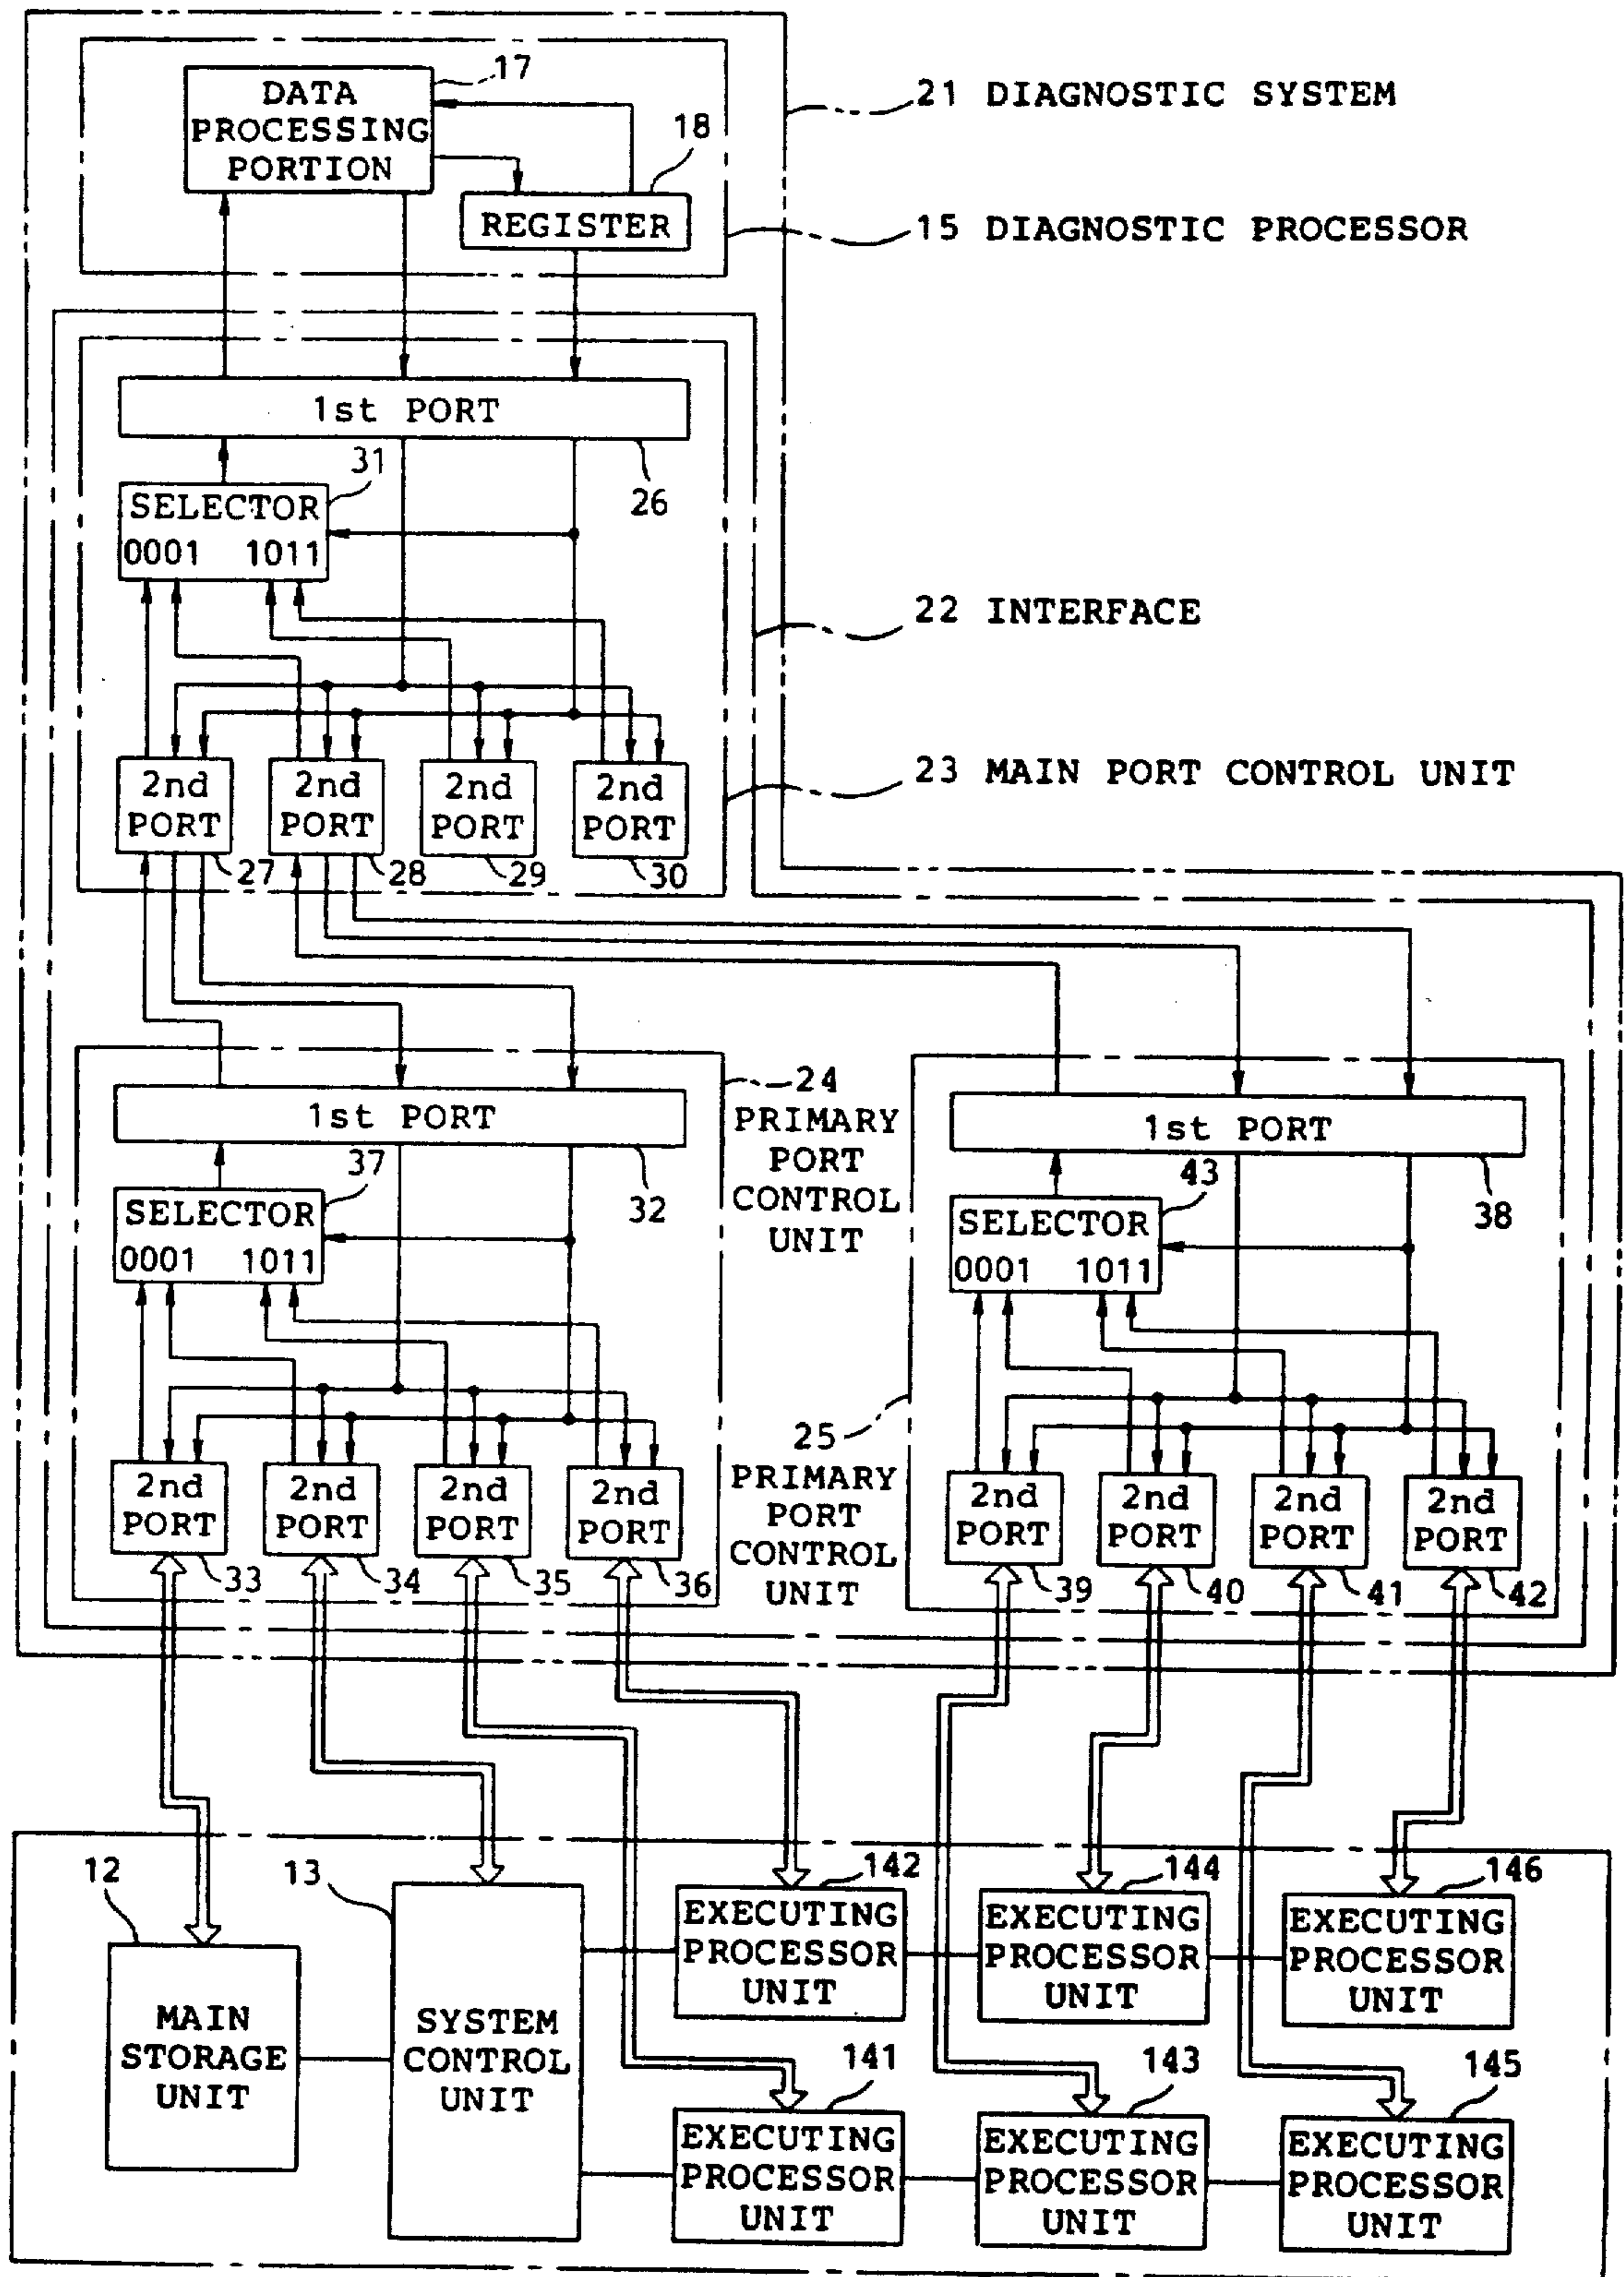 17
DATA
PROCESSING
PORTION
21 DIAGNOSTIC SYSTEM
18
REGISTER
15 DIAGNOSTIC PROCESSOR
1st PORT
26
31
SELECTOR
0001 1011
22 INTERFACE
23 MAIN PORT CONTROL UNIT
2nd
PORT
27
2nd
PORT
28
2nd
PORT
29
2nd
PORT
30
24
PRIMARY
PORT
CONTROL
UNIT
1st PORT
32
37
SELECTOR
0001 1011
1st PORT
38
43
SELECTOR
0001 1011
25
PRIMARY
PORT
CONTROL
UNIT
2nd
PORT
33
2nd
PORT
34
2nd
PORT
35
2nd
PORT
36
2nd
PORT
39
2nd
PORT
40
2nd
PORT
41
2nd
PORT
42
12
MAIN
STORAGE
UNIT
13
SYSTEM
CONTROL
UNIT
142
EXECUTING
PROCESSOR
UNIT
144
EXECUTING
PROCESSOR
UNIT
146
EXECUTING
PROCESSOR
UNIT
141
EXECUTING
PROCESSOR
UNIT
143
EXECUTING
PROCESSOR
UNIT
145
EXECUTING
PROCESSOR
UNIT